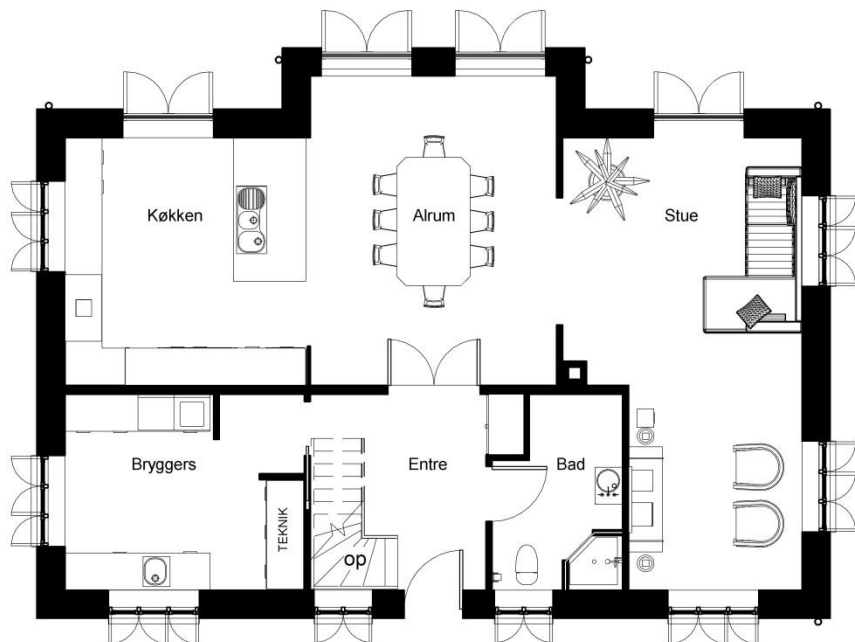 Køkken
Alrum
Stue
Bryggers
Entre
Bad
TEKNIK
op